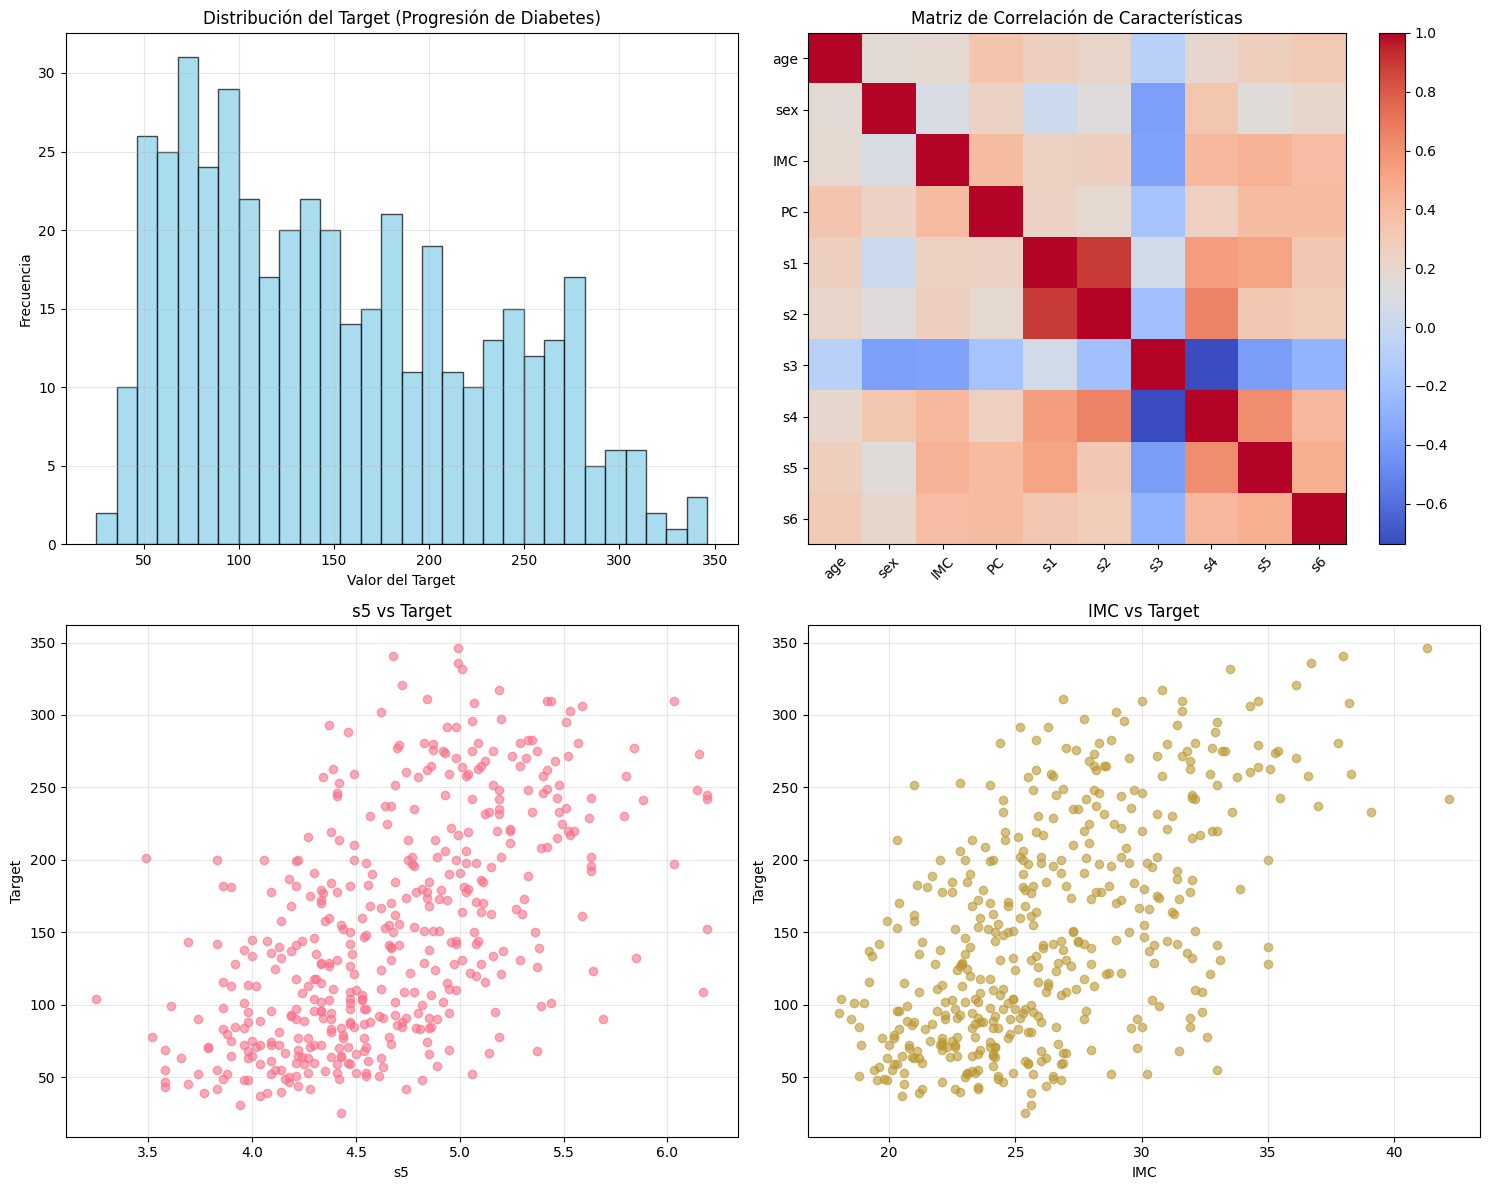 Distribución del Target (Progresión de Diabetes)
Frecuencia
30
25
20
15
10
5
0
50
100
150
200
250
300
350
Valor del Target
Matriz de Correlación de Características
age
sex
IMC
PC
s1
s2
s3
s4
s5
s6
age
sex
IMC
PC
s1
s2
s3
s4
s5
s6
1.0
0.8
0.6
0.4
0.2
0.0
−0.2
−0.4
−0.6
s5 vs Target
Target
350
300
250
200
150
100
50
3.5
4.0
4.5
5.0
5.5
6.0
s5
IMC vs Target
Target
350
300
250
200
150
100
50
20
25
30
35
40
IMC